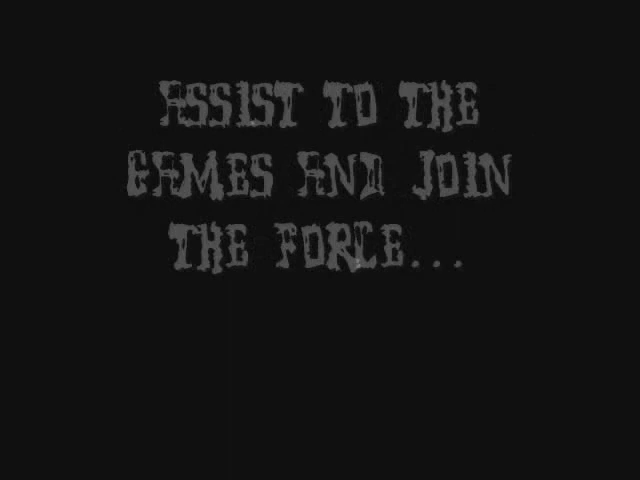 ASSIST TO THE
GAMES AND JOIN
THE FORCE...